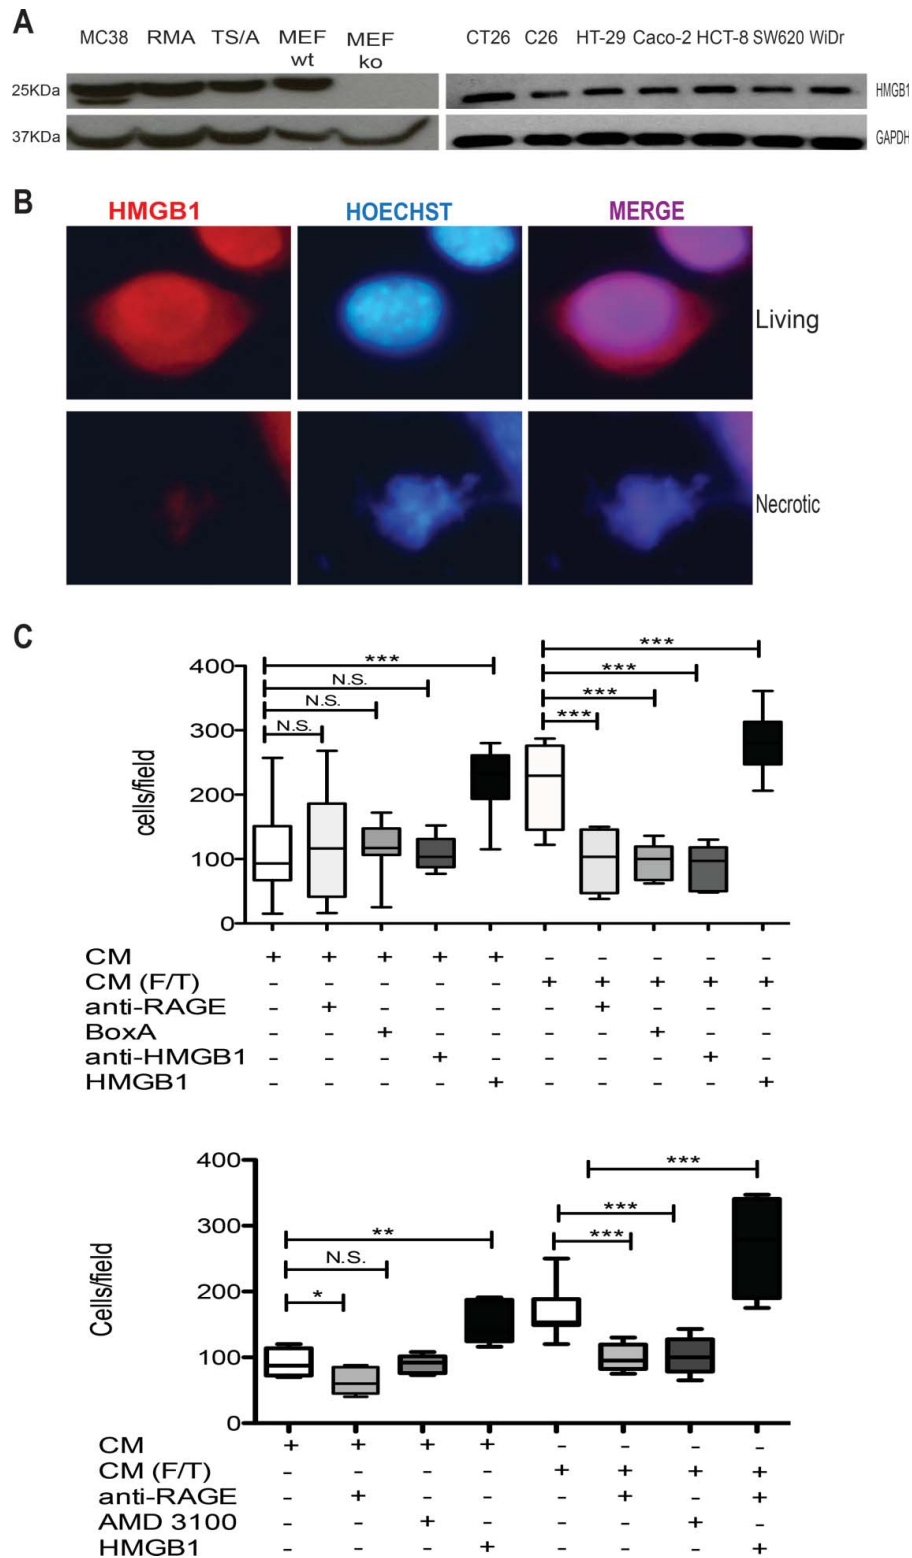 A
MC38 RMA TS/A MEF wt MEF ko CT26 C26 HT-29 Caco-2 HCT-8 SW620 WiDr
25KDa HMGB1
37KDa GAPDH
B
HMGB1 HOECHST MERGE
Living
Necrotic
C
400
300
200
100
0
cells/field
***
N.S.
N.S.
N.S.
***
***
***
***
CM + + + + + - - - - -
CM (F/T) - - - - - + + + + +
anti-RAGE - + - - - - + - - -
BoxA - - + - - - - + - -
anti-HMGB1 - - - + - - - - + -
HMGB1 - - - - + - - - - +
400
300
200
100
0
Cells/field
**
N.S.
*
***
***
***
CM + + + + - - - -
CM (F/T) - - - - + + + +
anti-RAGE - + - - - + - +
AMD 3100 - - + - - - + -
HMGB1 - - - + - - - +